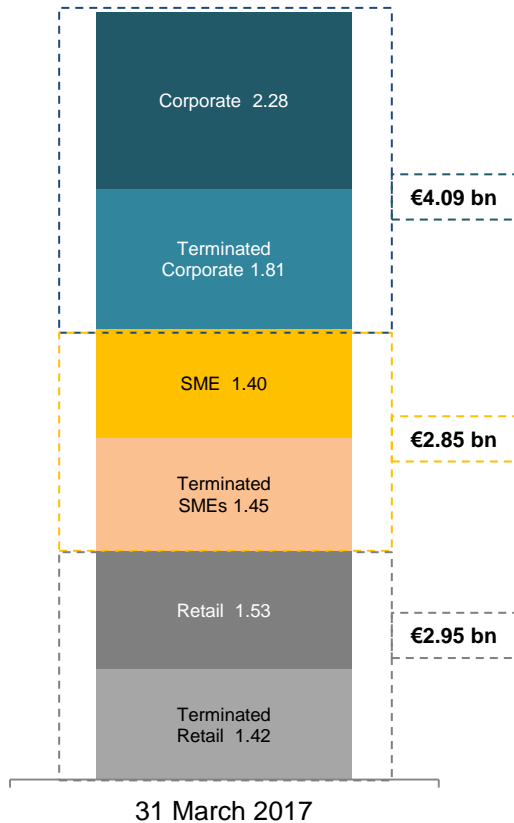 Corporate 2.28
€4.09 bn
Terminated
Corporate 1.81
SME 1.40
€2.85 bn
Terminated
SMEs 1.45
Retail 1.53
€2.95 bn
Terminated
Retail 1.42
31 March 2017